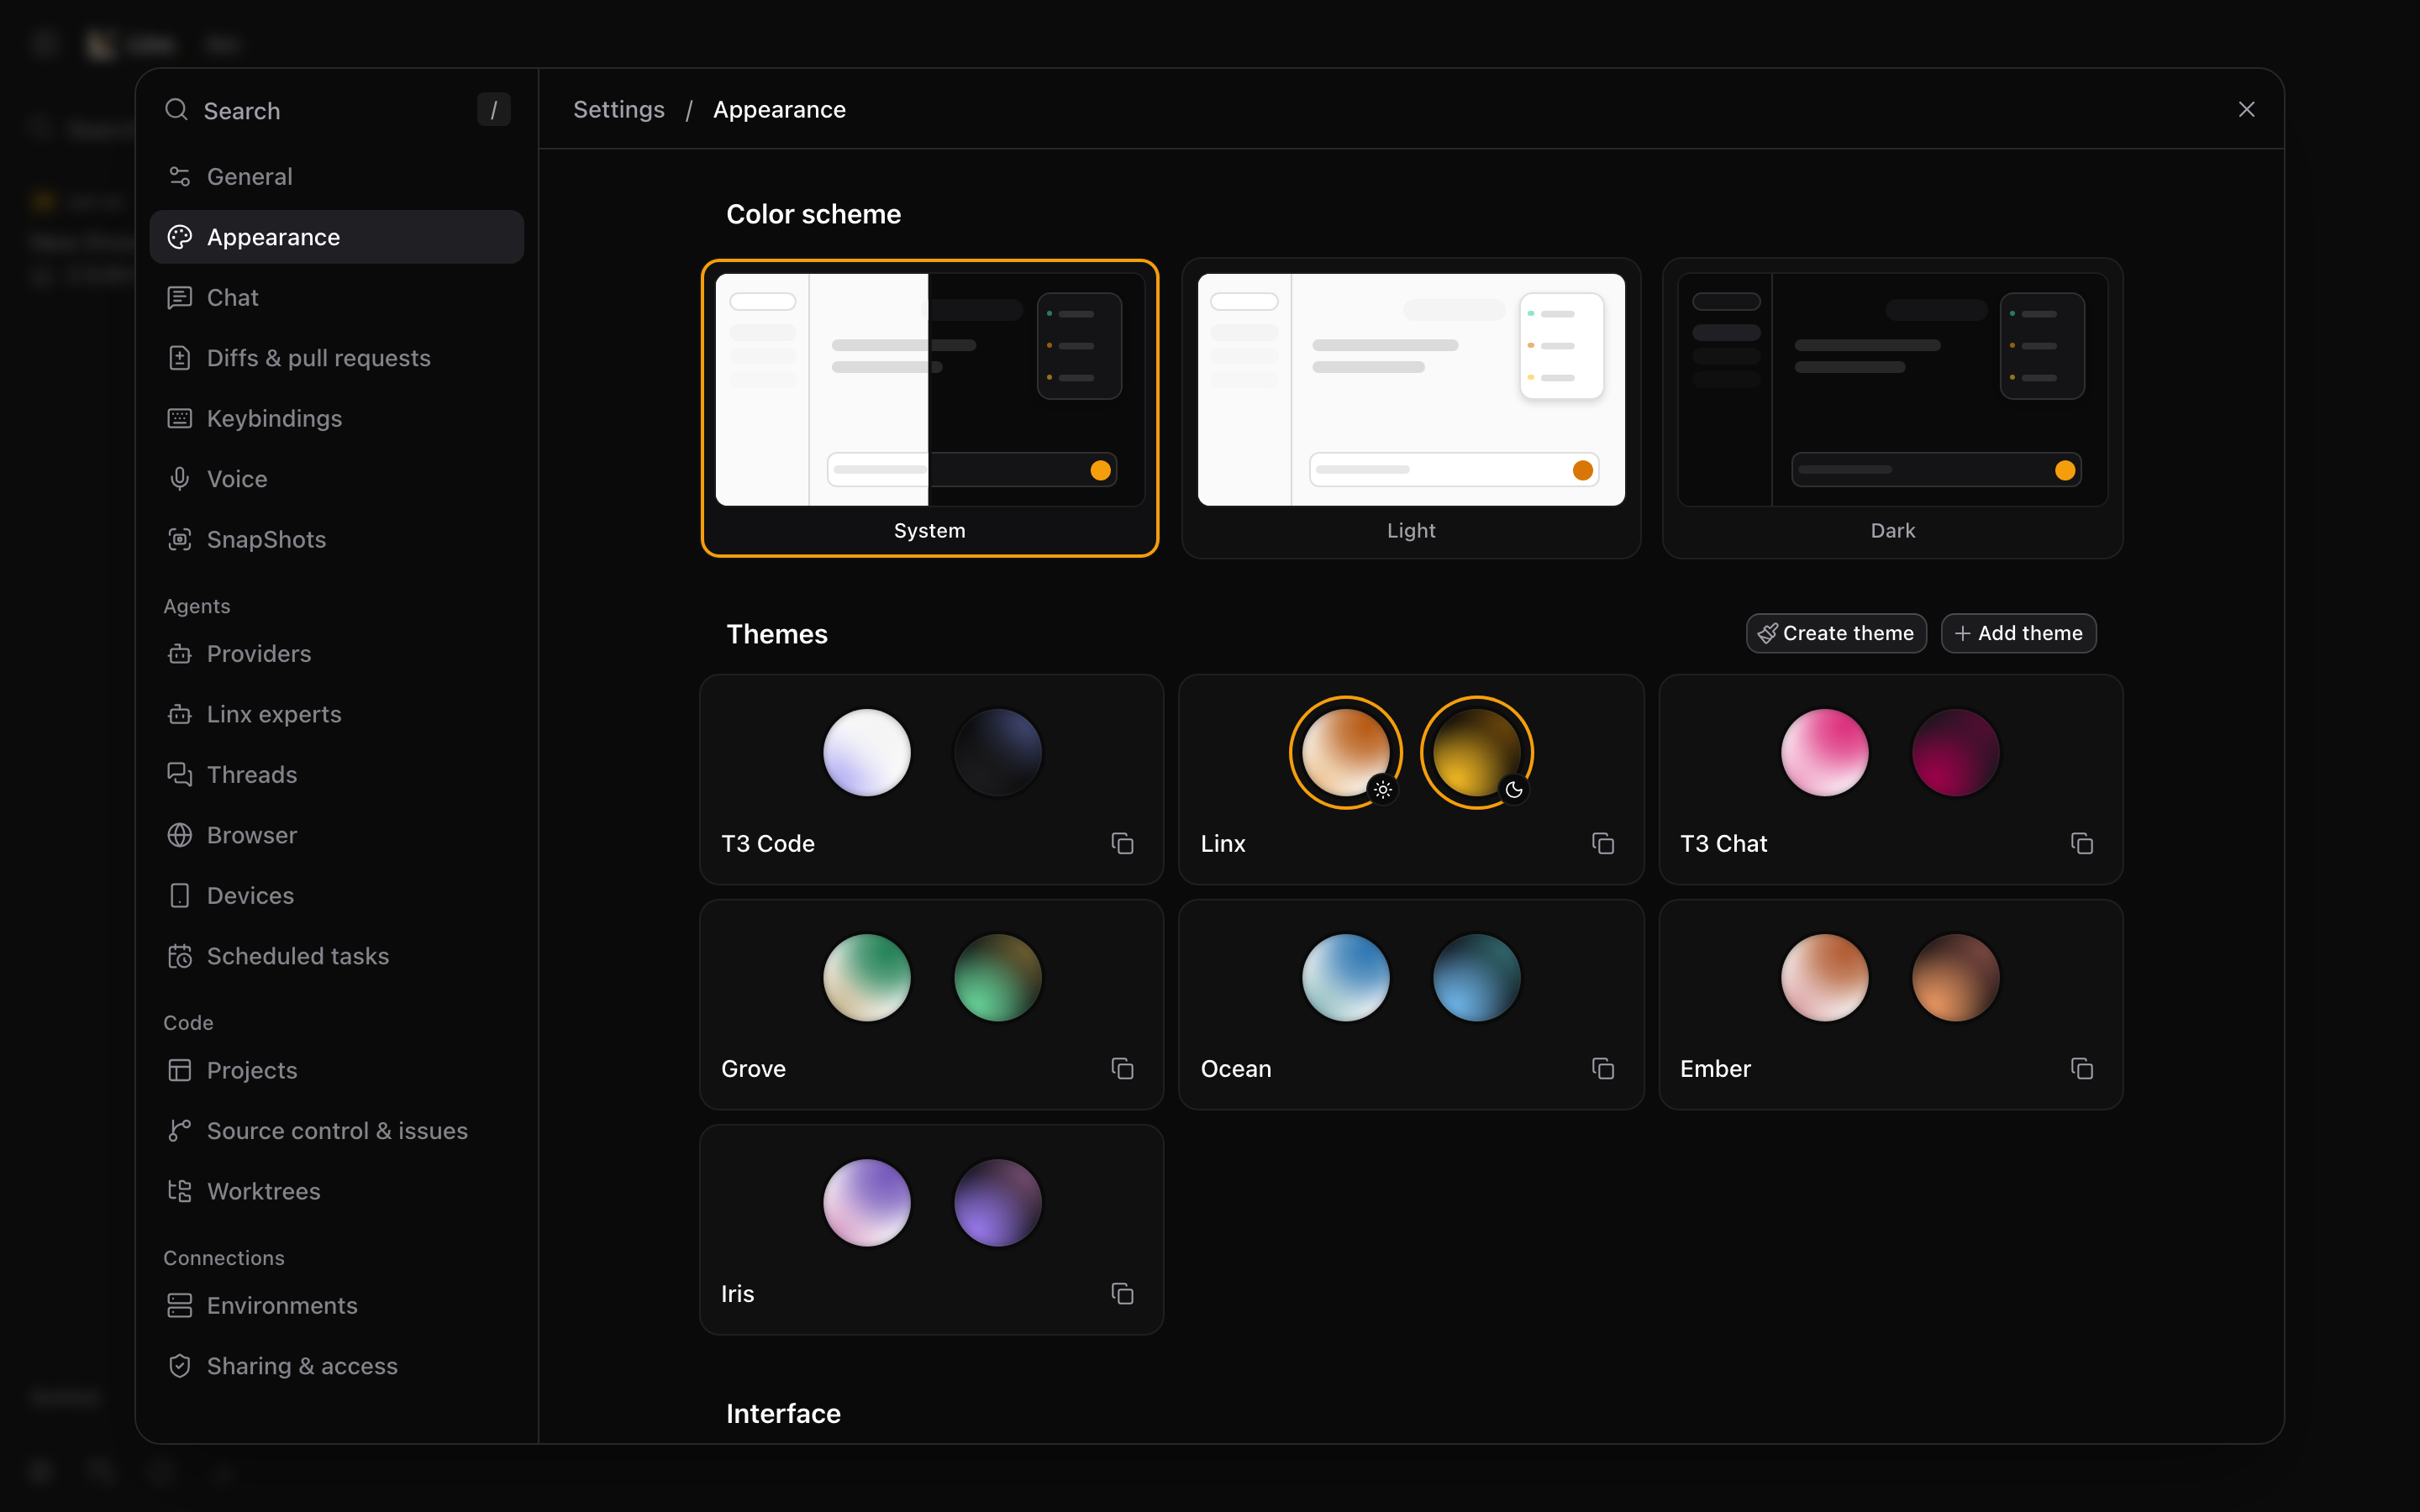 Search /
General
Appearance
Chat
Diffs & pull requests
Keybindings
Voice
SnapShots
Agents
Providers
Linx experts
Threads
Browser
Devices
Scheduled tasks
Code
Projects
Source control & issues
Worktrees
Connections
Environments
Sharing & access
Settings / Appearance
Color scheme
System
Light
Dark
Themes
Create theme
Add theme
T3 Code
Linx
T3 Chat
Grove
Ocean
Ember
Iris
Interface